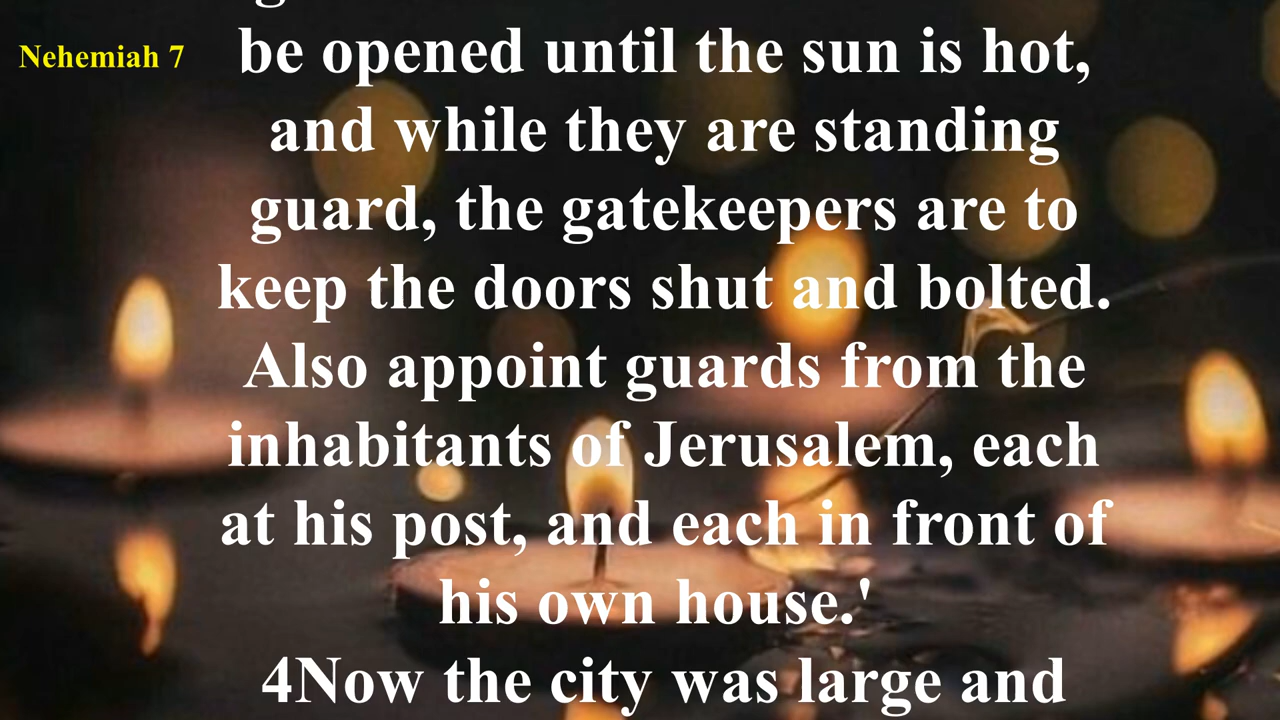 Nehemiah 7
be opened until the sun is hot,
and while they are standing
guard, the gatekeepers are to
keep the doors shut and bolted.
Also appoint guards from the
inhabitants of Jerusalem, each
at his post, and each in front of
his own house.'
4Now the city was large and